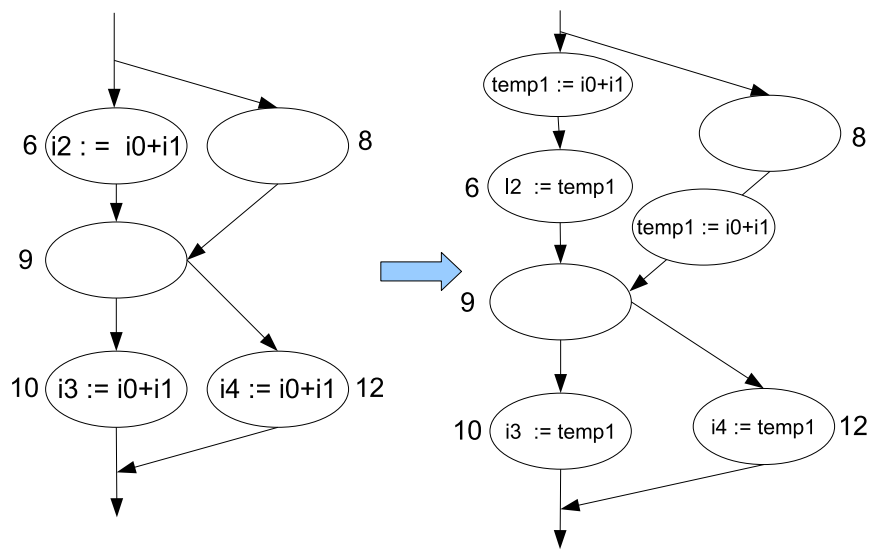 6 i2 : = i0+i1
8
9
10 i3 := i0+i1
i4 := i0+i1 12
temp1 := i0+i1
8
6 I2 := temp1
temp1 := i0+i1
9
10 i3 := temp1
i4 := temp1 12